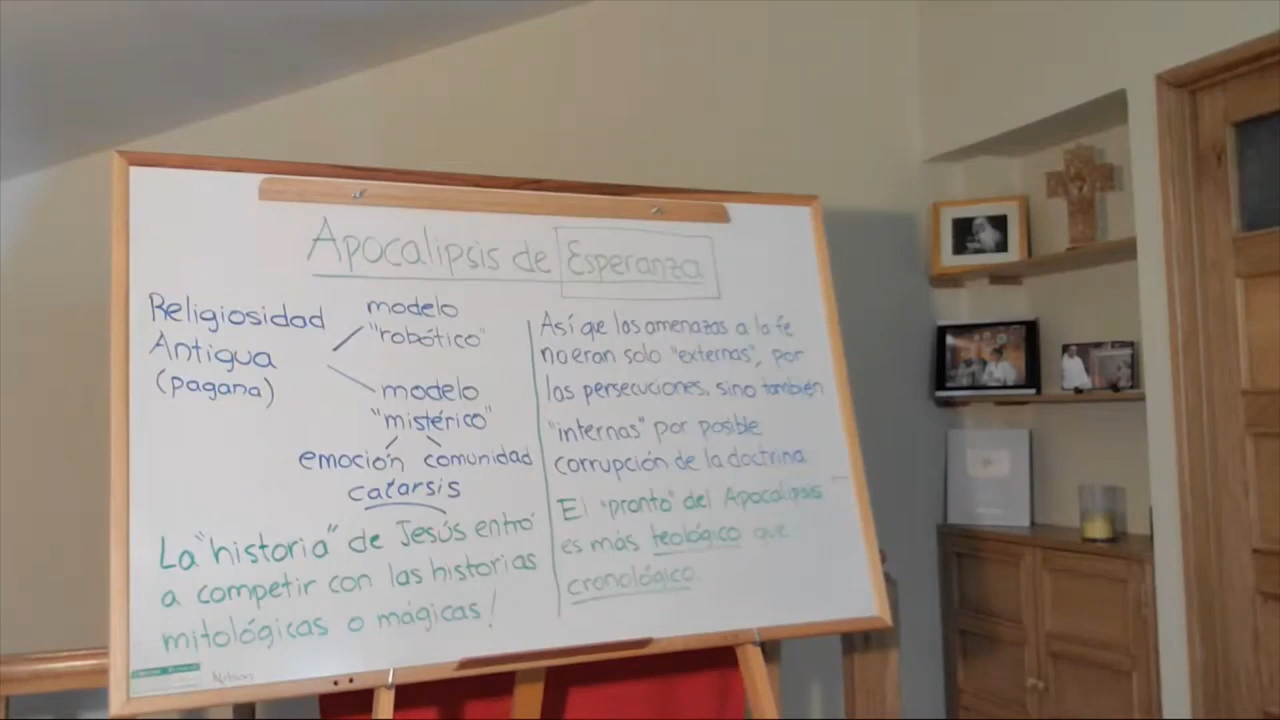 Apocalipsis de Esperanza
Religiosidad
Antigua
(pagana)
modelo
"robótico"
modelo
"mistérico"
emoción comunidad
catarsis
La "historia" de Jesús entró
a competir con las historias
mitológicas o mágicas!
Así que las amenazas a la fe
no eran solo "externas", por
las persecuciones, sino también
"internas" por posible
corrupción de la doctrina
El "pronto" del Apocalipsis
es más teológico que
cronológico.
Nelson